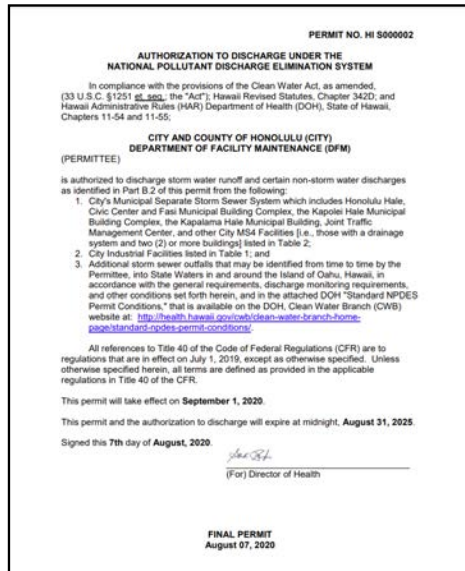 PERMIT NO. HI S000002
AUTHORIZATION TO DISCHARGE UNDER THE
NATIONAL POLLUTANT DISCHARGE ELIMINATION SYSTEM
In compliance with the provisions of the Clean Water Act, as amended,
(33 U.S.C. §1251 et. seq.; the "Act"); Hawaii Revised Statutes, Chapter 342D; and
Hawaii Administrative Rules (HAR) Department of Health (DOH), State of Hawaii,
Chapters 11-54 and 11-55;
CITY AND COUNTY OF HONOLULU (CITY)
DEPARTMENT OF FACILITY MAINTENANCE (DFM)
(PERMITTEE)
is authorized to discharge storm water runoff and certain non-storm water discharges
as identified in Part B.2 of this permit from the following:
1. City's Municipal Separate Storm Sewer System which includes Honolulu Hale,
Civic Center and Fasi Municipal Building Complex, the Kapolei Hale Municipal
Building Complex, the Kapalama Hale Municipal Building, Joint Traffic
Management Center, and other City MS4 Facilities [i.e., those with a drainage
system and two (2) or more buildings] listed in Table 2;
2. City Industrial Facilities listed in Table 1; and
3. Additional storm sewer outfalls that may be identified from time to time by the
Permittee, into State Waters in and around the Island of Oahu, Hawaii, in
accordance with the general requirements, discharge monitoring requirements,
and other conditions set forth herein, and in the attached DOH "Standard NPDES
Permit Conditions," that is available on the DOH, Clean Water Branch (CWB)
website at: http://health.hawaii.gov/cwb/clean-water-branch-home-
page/standard-npdes-permit-conditions/.
All references to Title 40 of the Code of Federal Regulations (CFR) are to
regulations that are in effect on July 1, 2019, except as otherwise specified. Unless
otherwise specified herein, all terms are defined as provided in the applicable
regulations in Title 40 of the CFR.
This permit will take effect on September 1, 2020.
This permit and the authorization to discharge will expire at midnight, August 31, 2025.
Signed this 7th day of August, 2020.
(For) Director of Health
FINAL PERMIT
August 07, 2020